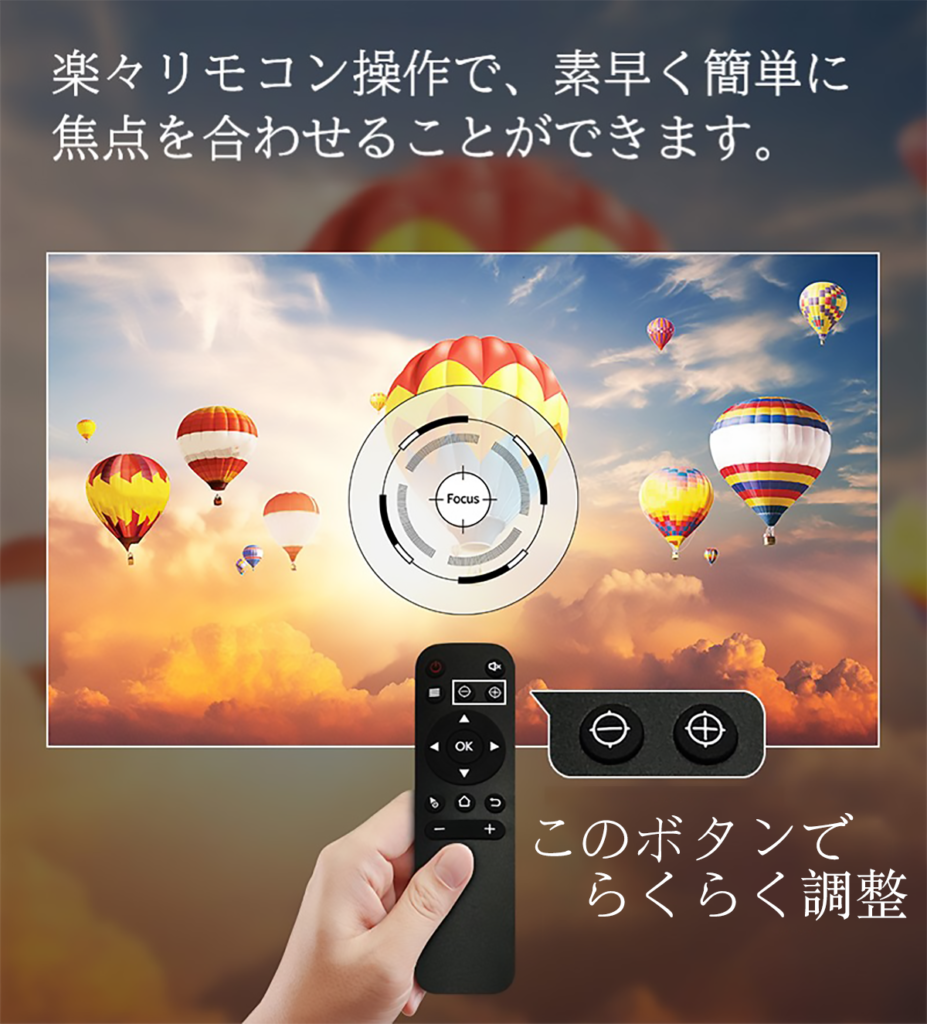 楽々リモコン操作で、素早く簡単に
焦点を合わせることができます。
Focus
OK
このボタンで
らくらく調整